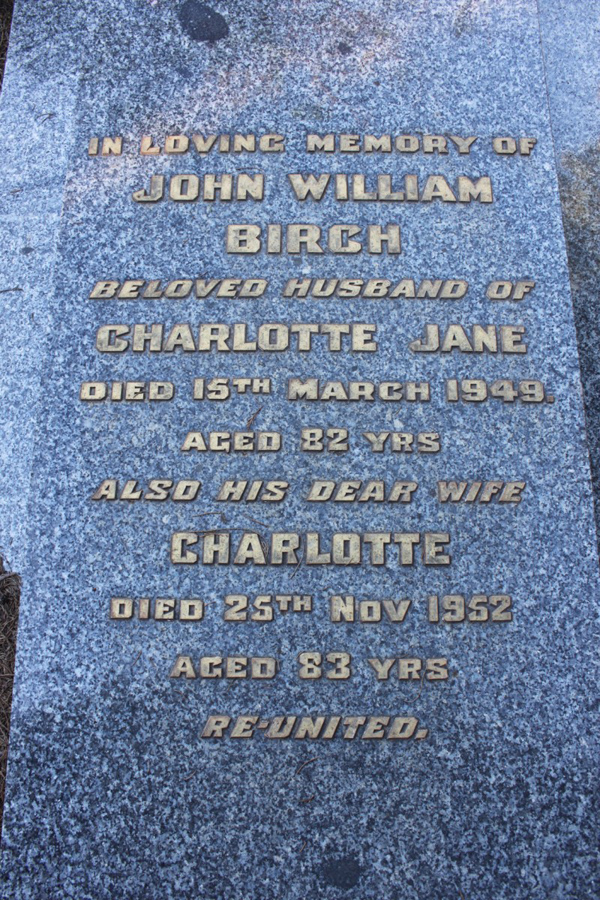 IN LOVING MEMORY OF
JOHN WILLIAM
BIRCH
BELOVED HUSBAND OF
CHARLOTTE JANE
DIED 15TH MARCH 1949.
AGED 82 YRS
ALSO HIS DEAR WIFE
CHARLOTTE
DIED 25TH NOV 1952
AGED 83 YRS.
RE-UNITED.